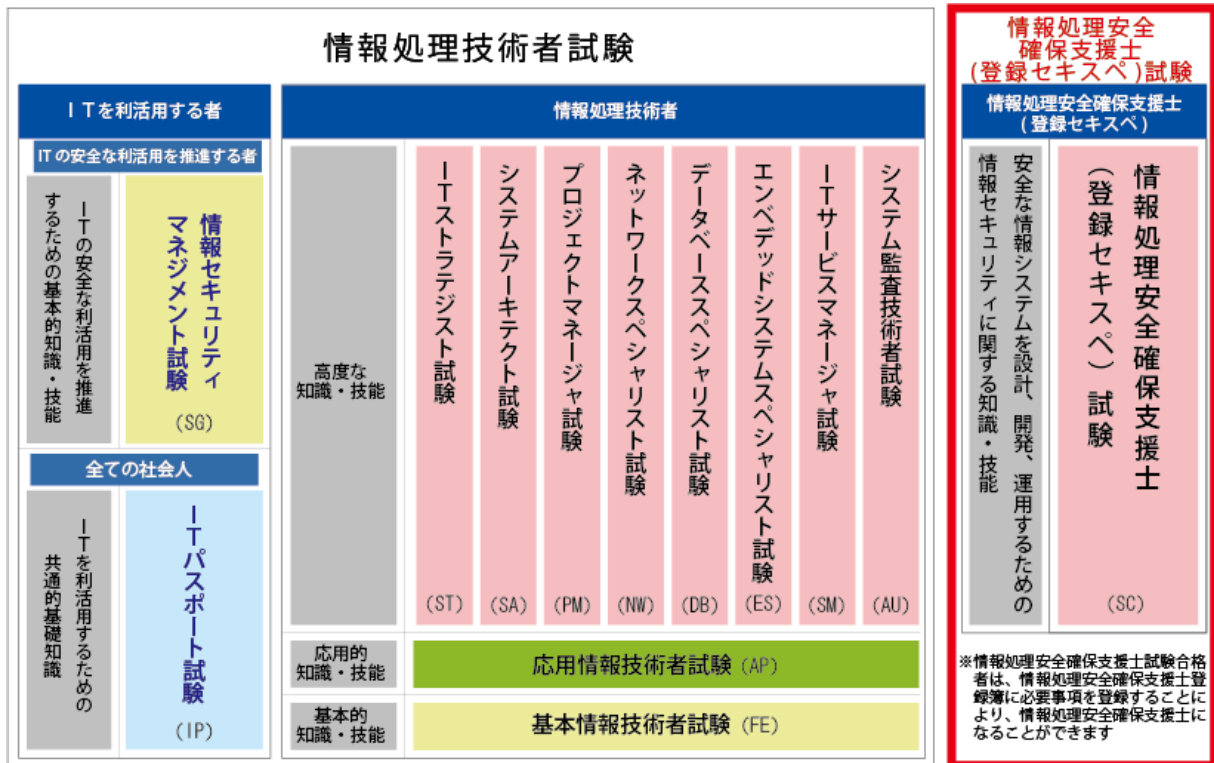 情報処理技術者試験
ITを利活用する者
ITの安全な利活用を推進する者
ITの安全な利活用を推進
するための基本的知識・技能
情報セキュリティ
マネジメント試験
(SG)
全ての社会人
ITを利活用するための
共通的基礎知識
ITパスポート試験
(IP)
情報処理技術者
高度な
知識・技能
ITストラテジスト試験
(ST)
システムアーキテクト試験
(SA)
プロジェクトマネージャ試験
(PM)
ネットワークスペシャリスト試験
(NW)
データベーススペシャリスト試験
(DB)
エンベデッドシステムスペシャリスト試験
(ES)
ITサービスマネージャ試験
(SM)
システム監査技術者試験
(AU)
応用的
知識・技能
応用情報技術者試験 (AP)
基本的
知識・技能
基本情報技術者試験 (FE)
情報処理安全
確保支援士
(登録セキスペ)試験
情報処理安全確保支援士
(登録セキスペ)
安全な情報システムを設計、開発、運用するための
情報セキュリティに関する知識・技能
情報処理安全確保支援士
(登録セキスペ)試験
(SC)
※情報処理安全確保支援士試験合格
者は、情報処理安全確保支援士登
録簿に必要事項を登録することに
より、情報処理安全確保支援士に
なることができます